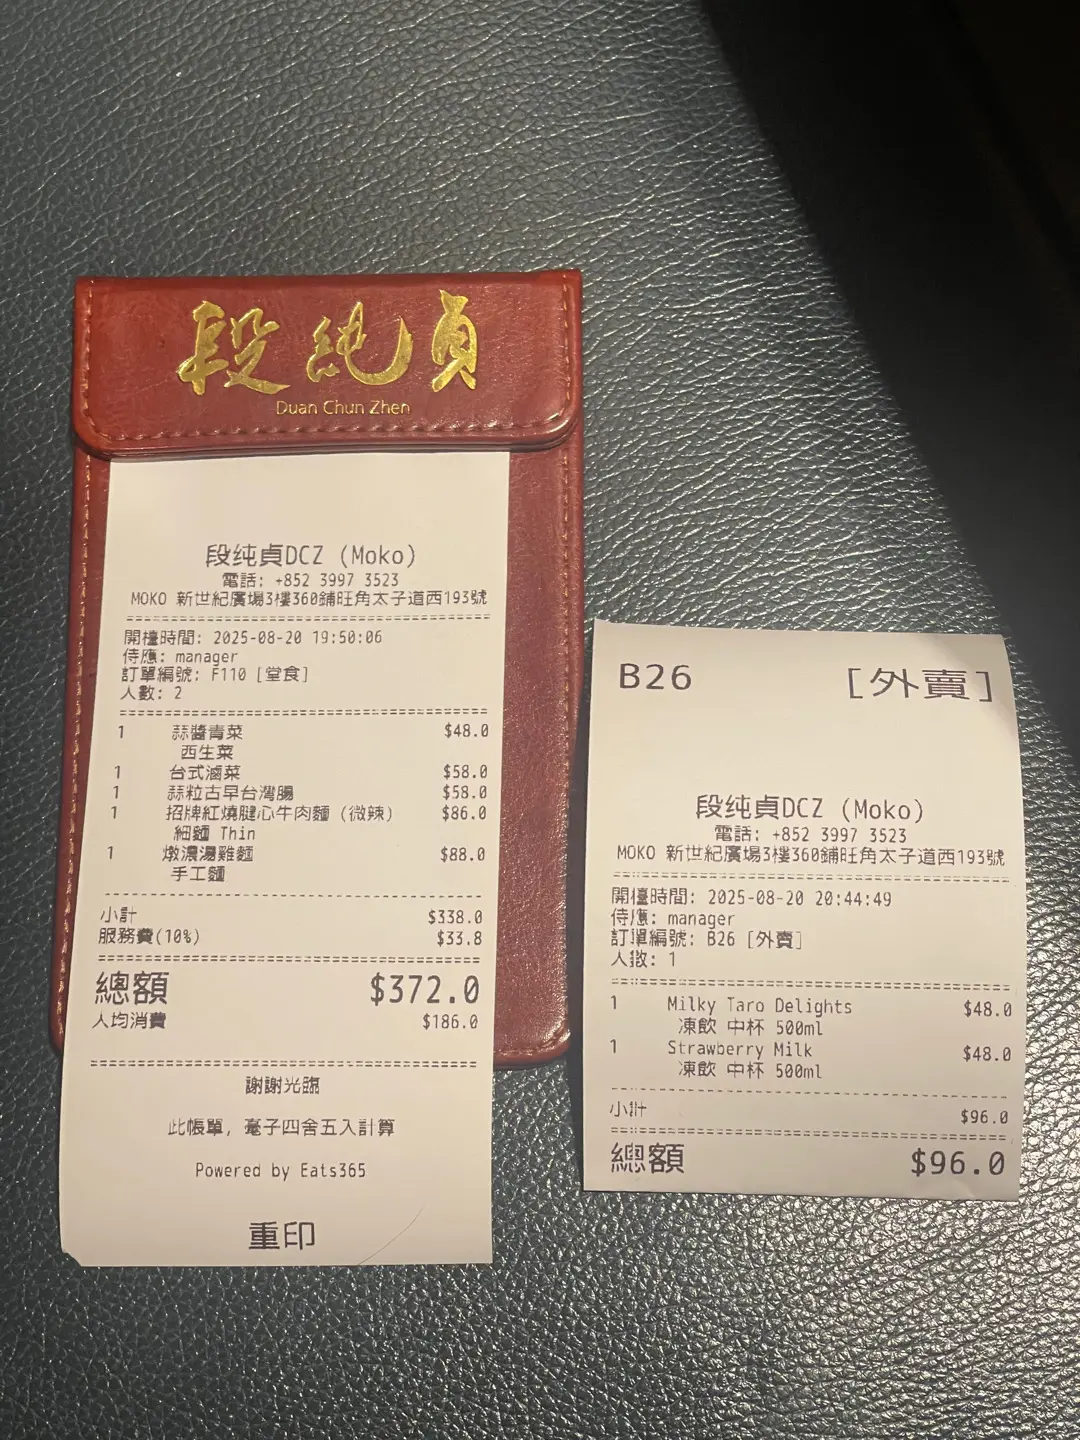 段純貞
Duan Chun Zhen
段纯貞DCZ (Moko)
電話: +852 3997 3523
MOKO 新世紀廣場3樓360鋪旺角太子道西193號
開檯時間: 2025-08-20 19:50:06
侍應: manager
訂單編號: F110 [堂食]
人數: 2
1 蒜醬青菜 $48.0
西生菜
1 台式滷菜 $58.0
1 蒜粒古早台灣腸 $58.0
1 招牌紅燒腱心牛肉麵 (微辣) $86.0
細麵 Thin
1 燉濃湯雞麵 $88.0
手工麵
小計 $338.0
服務費(10%) $33.8
總額 $372.0
人均消費 $186.0
謝謝光臨
此帳單, 毫子四舍五入計算
Powered by Eats365
重印
B26 [外賣]
段纯貞DCZ (Moko)
電話: +852 3997 3523
MOKO 新世紀廣場3樓360鋪旺角太子道西193號
開檯時間: 2025-08-20 20:44:49
侍應: manager
訂單編號: B26 [外賣]
人數: 1
1 Milky Taro Delights $48.0
凍飲 中杯 500ml
1 Strawberry Milk $48.0
凍飲 中杯 500ml
小計 $96.0
總額 $96.0